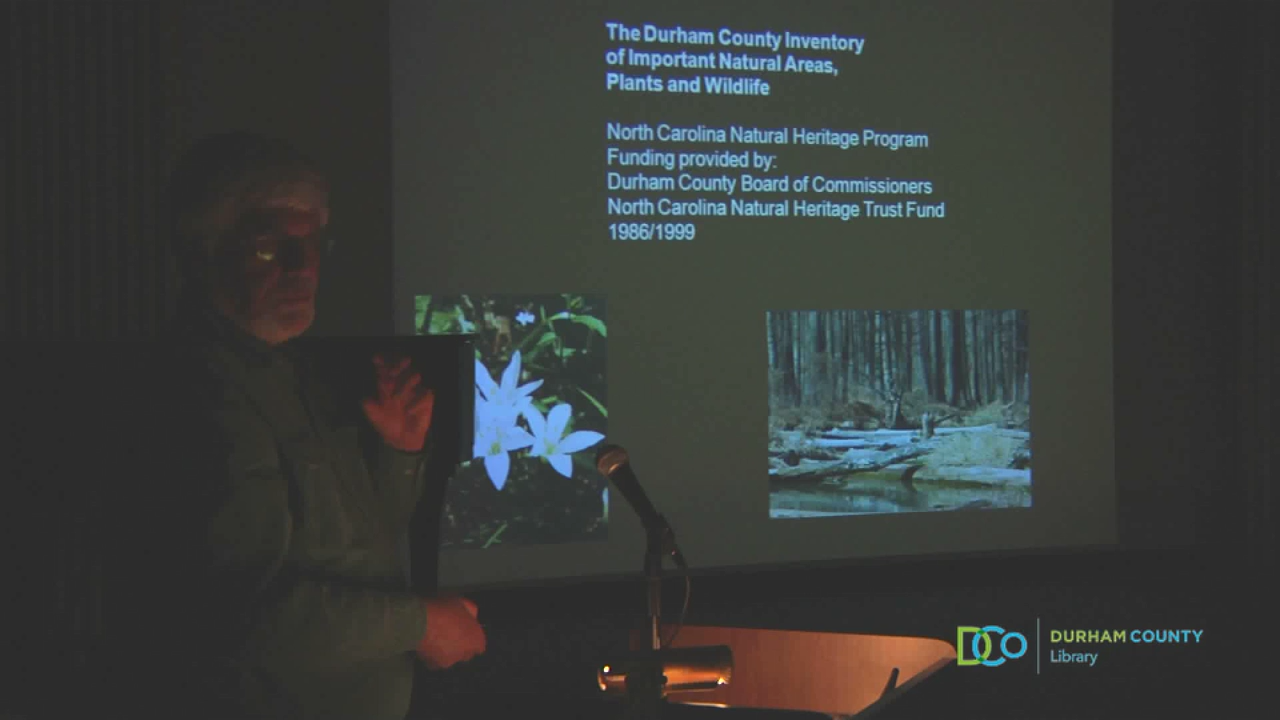 The Durham County Inventory
of Important Natural Areas,
Plants and Wildlife
North Carolina Natural Heritage Program
Funding provided by:
Durham County Board of Commissioners
North Carolina Natural Heritage Trust Fund
1986/1999
DCo
DURHAM COUNTY
Library